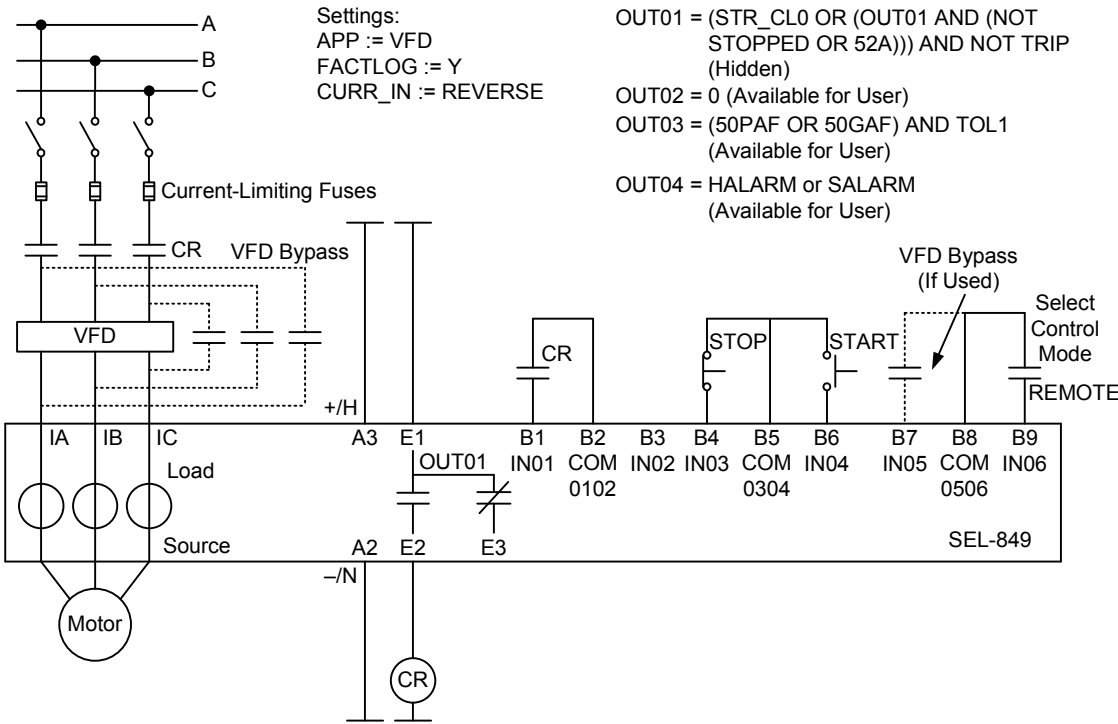 A
B
C
Settings:
APP := VFD
FACTLOG := Y
CURR_IN := REVERSE
OUT01 = (STR_CL0 OR (OUT01 AND (NOT
STOPPED OR 52A))) AND NOT TRIP
(Hidden)
OUT02 = 0 (Available for User)
OUT03 = (50PAF OR 50GAF) AND TOL1
(Available for User)
OUT04 = HALARM or SALARM
(Available for User)
Current-Limiting Fuses
CR
VFD Bypass
VFD
VFD Bypass
(If Used)
Select
Control
Mode
REMOTE
CR
STOP
START
+/H
IA IB IC
A3 E1
B1 B2 B3 B4 B5 B6 B7 B8 B9
IN01 COM IN02 IN03 COM IN04 IN05 COM IN06
0102 0304 0506
Load
OUT01
Source
A2 E2 E3
SEL-849
–/N
Motor
CR